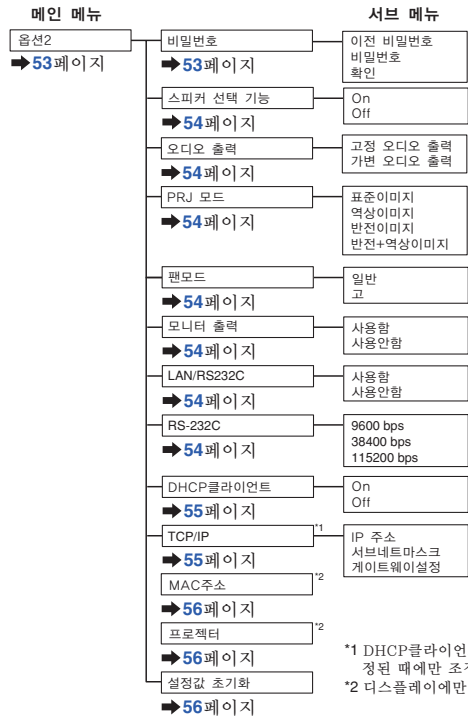 메인 메뉴
서브 메뉴
옵션2
➡53페이지
비밀번호
➡53페이지
이전 비밀번호
비밀번호
확인
스피커 선택 기능
➡54페이지
On
Off
오디오 출력
➡54페이지
고정 오디오 출력
가변 오디오 출력
PRJ 모드
➡54페이지
표준이미지
역상이미지
반전이미지
반전+역상이미지
팬모드
➡54페이지
일반
고
모니터 출력
➡54페이지
사용함
사용안함
LAN/RS232C
➡54페이지
사용함
사용안함
RS-232C
➡54페이지
9600 bps
38400 bps
115200 bps
DHCP클라이언트
➡55페이지
On
Off
TCP/IP *1
➡55페이지
IP 주소
서브네트마스크
게이트웨이설정
MAC주소 *2
➡56페이지
프로젝터 *2
➡56페이지
설정값 초기화
➡56페이지
*1 DHCP클라이언
정된 때에만
*2 디스플레이에만